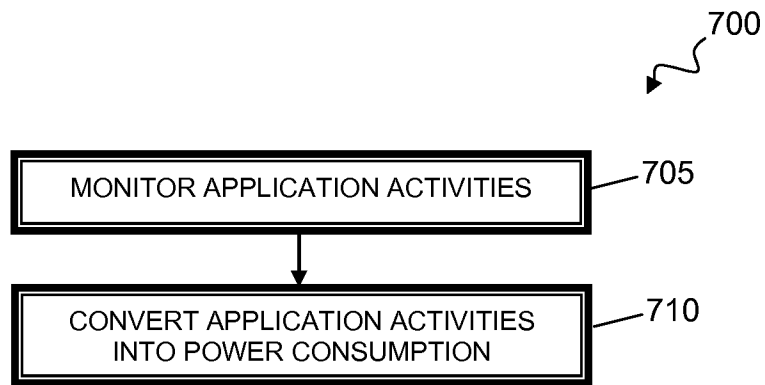 700
MONITOR APPLICATION ACTIVITIES
705
CONVERT APPLICATION ACTIVITIES
INTO POWER CONSUMPTION
710